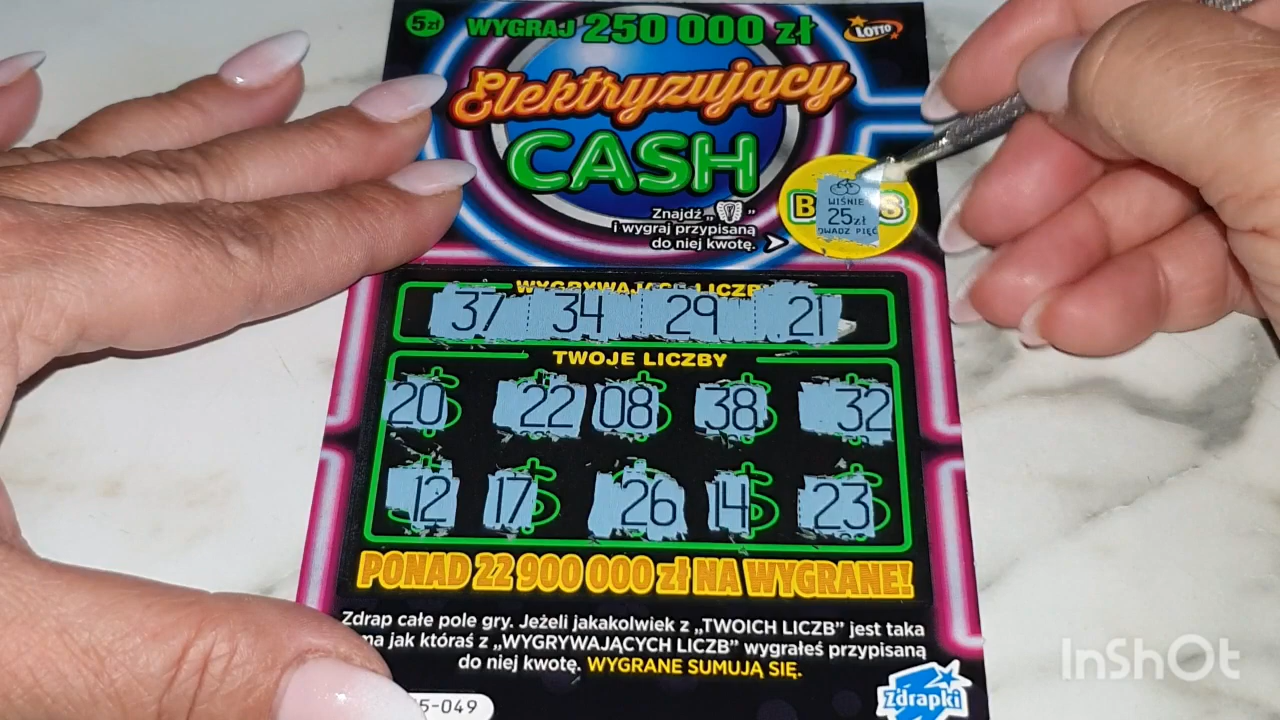 5zł WYGRAJ 250 000 zł LOTTO
Elektryzujący
CASH
Znajdź „ ”
i wygraj przypisaną
do niej kwotę.
WIŚNIE
25zł
DWADZ PIĘĆ
WYGRYWAJĄCE LICZBY
37 34 29 21
TWOJE LICZBY
20 22 08 38 32
12 17 26 14 23
PONAD 22 900 000 zł NA WYGRANE!
Zdrap całe pole gry. Jeżeli jakakolwiek z „TWOICH LICZB” jest taka
jak któraś z „WYGRYWAJĄCYCH LICZB” wygrałeś przypisaną
do niej kwotę. WYGRANE SUMUJĄ SIĘ.
5-049
Zdrapki
InShOt